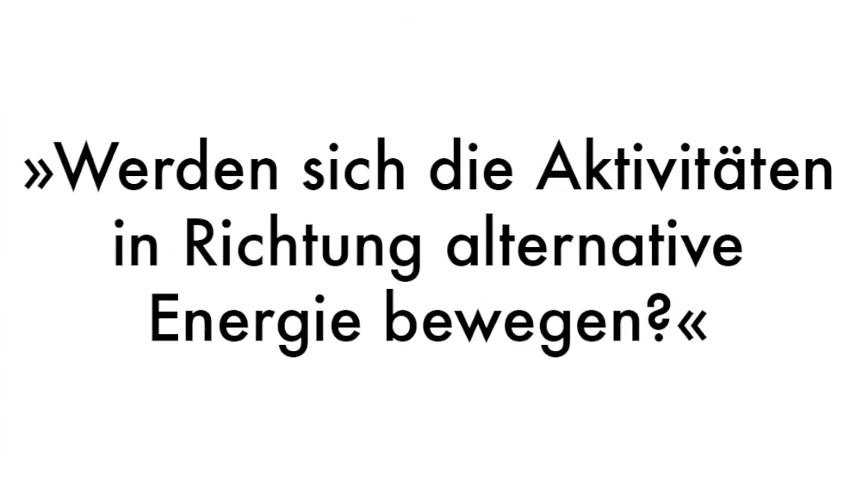 »Werden sich die Aktivitäten
in Richtung alternative
Energie bewegen?«